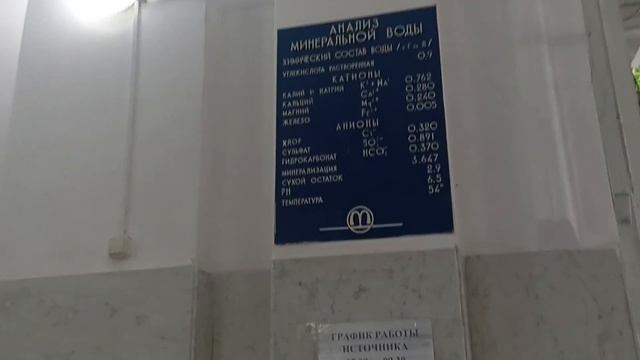 АНАЛИЗ
МИНЕРАЛЬНОЙ ВОДЫ
ХИМИЧЕСКИЙ СОСТАВ ВОДЫ /г/л/
УГЛЕКИСЛОТА РАСТВОРЕННАЯ 0.9
КАТИОНЫ
КАЛИЙ И НАТРИЙ K⁺+Na⁺ 0.762
КАЛЬЦИЙ Ca²⁺ 0.280
МАГНИЙ Mg²⁺ 0.240
ЖЕЛЕЗО Fe²⁺ 0.005
АНИОНЫ
ХЛОР Cl⁻ 0.320
СУЛЬФАТ SO₄²⁻ 0.891
ГИДРОКАРБОНАТ HCO₃⁻ 0.370
МИНЕРАЛИЗАЦИЯ 3.647
СУХОЙ ОСТАТОК 2.9
PH 6.5
ТЕМПЕРАТУРА 54°
ГРАФИК РАБОТЫ
ИСТОЧНИКА